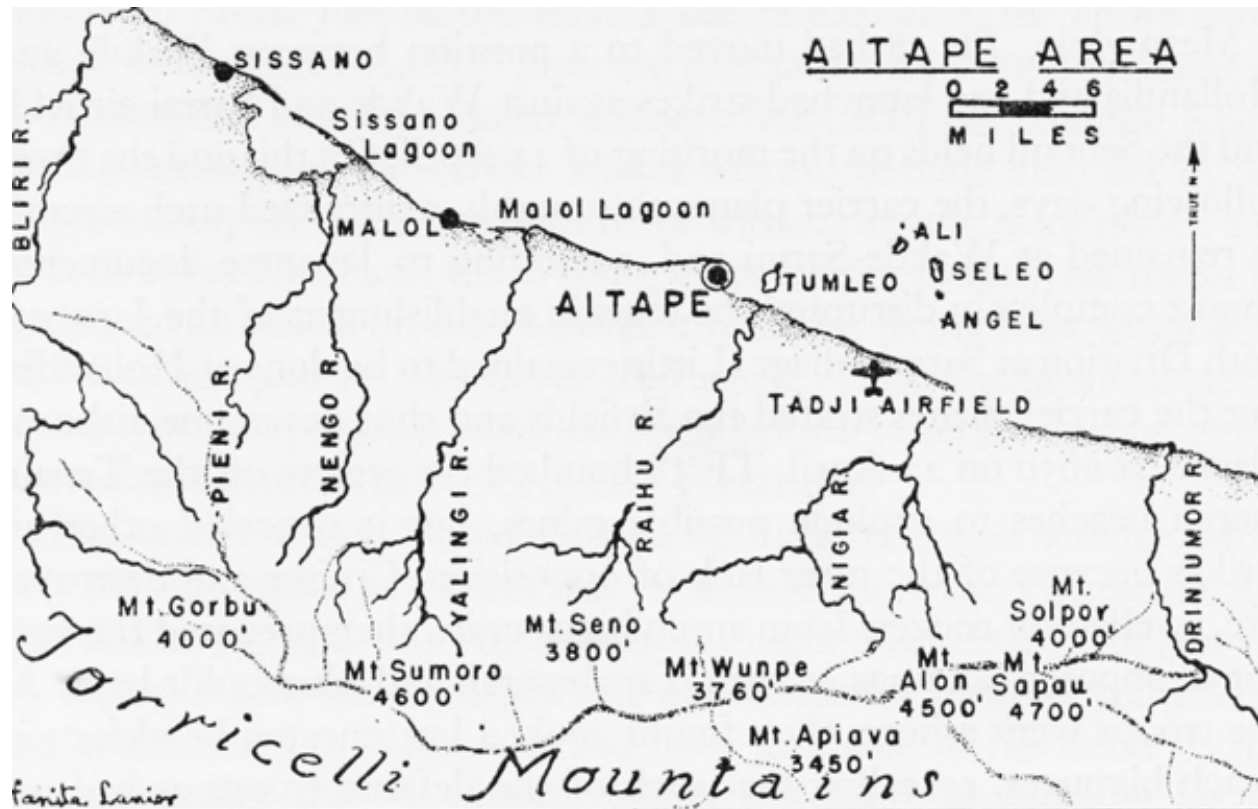 AITAPE AREA
0 2 4 6
MILES
TRUE N
SISSANO
Sissano
Lagoon
MALOL
Malol Lagoon
AITAPE
TUMLEO
ALI
SELEO
ANGEL
TADJI AIRFIELD
BLIRI R.
PIENI R.
NENGO R.
YALINGI R.
RAIHU R.
NIGIA R.
DRINIUMOR R.
Mt. Gorbu
4000'
Mt. Sumoro
4600'
Mt. Seno
3800'
Mt. Wunpe
3760'
Mt. Apiava
3450'
Mt.
Alon
4500'
Mt.
Sapau
4700'
Mt.
Solpor
4000'
Torricelli Mountains